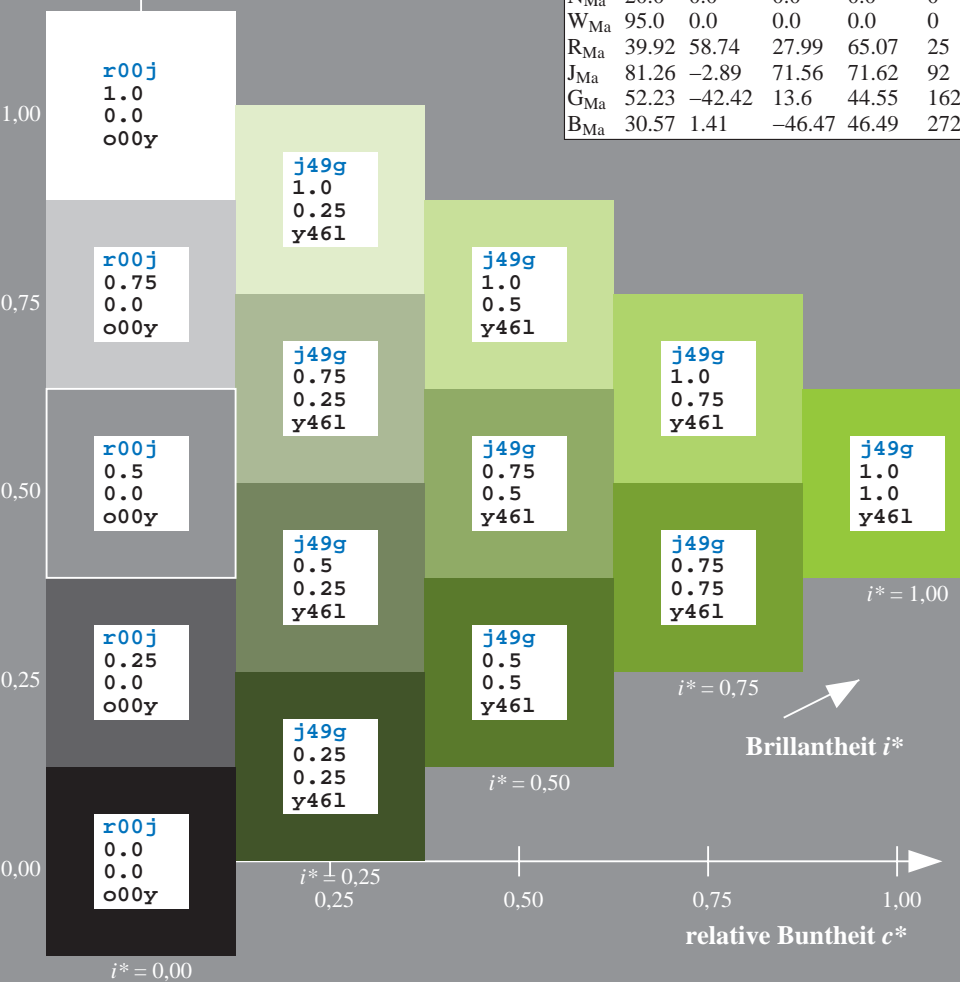 W_Ma 95.0 0.0 0.0 0.0 0
R_Ma 39.92 58.74 27.99 65.07 25
J_Ma 81.26 −2.89 71.56 71.62 92
G_Ma 52.23 −42.42 13.6 44.55 162
B_Ma 30.57 1.41 −46.47 46.49 272
r00j
1.0
0.0
o00y
1,00
j49g
1.0
0.25
y46l
r00j
0.75
0.0
o00y
j49g
1.0
0.5
y46l
0,75
j49g
0.75
0.25
y46l
j49g
1.0
0.75
y46l
r00j
0.5
0.0
o00y
j49g
0.75
0.5
y46l
j49g
1.0
1.0
y46l
0,50
j49g
0.5
0.25
y46l
j49g
0.75
0.75
y46l
i* = 1,00
r00j
0.25
0.0
o00y
j49g
0.5
0.5
y46l
0,25
i* = 0,75
j49g
0.25
0.25
y46l
Brillantheit i*
i* = 0,50
r00j
0.0
0.0
o00y
0,00
i* = 0,25
0,25
0,50
0,75
1,00
relative Buntheit c*
i* = 0,00